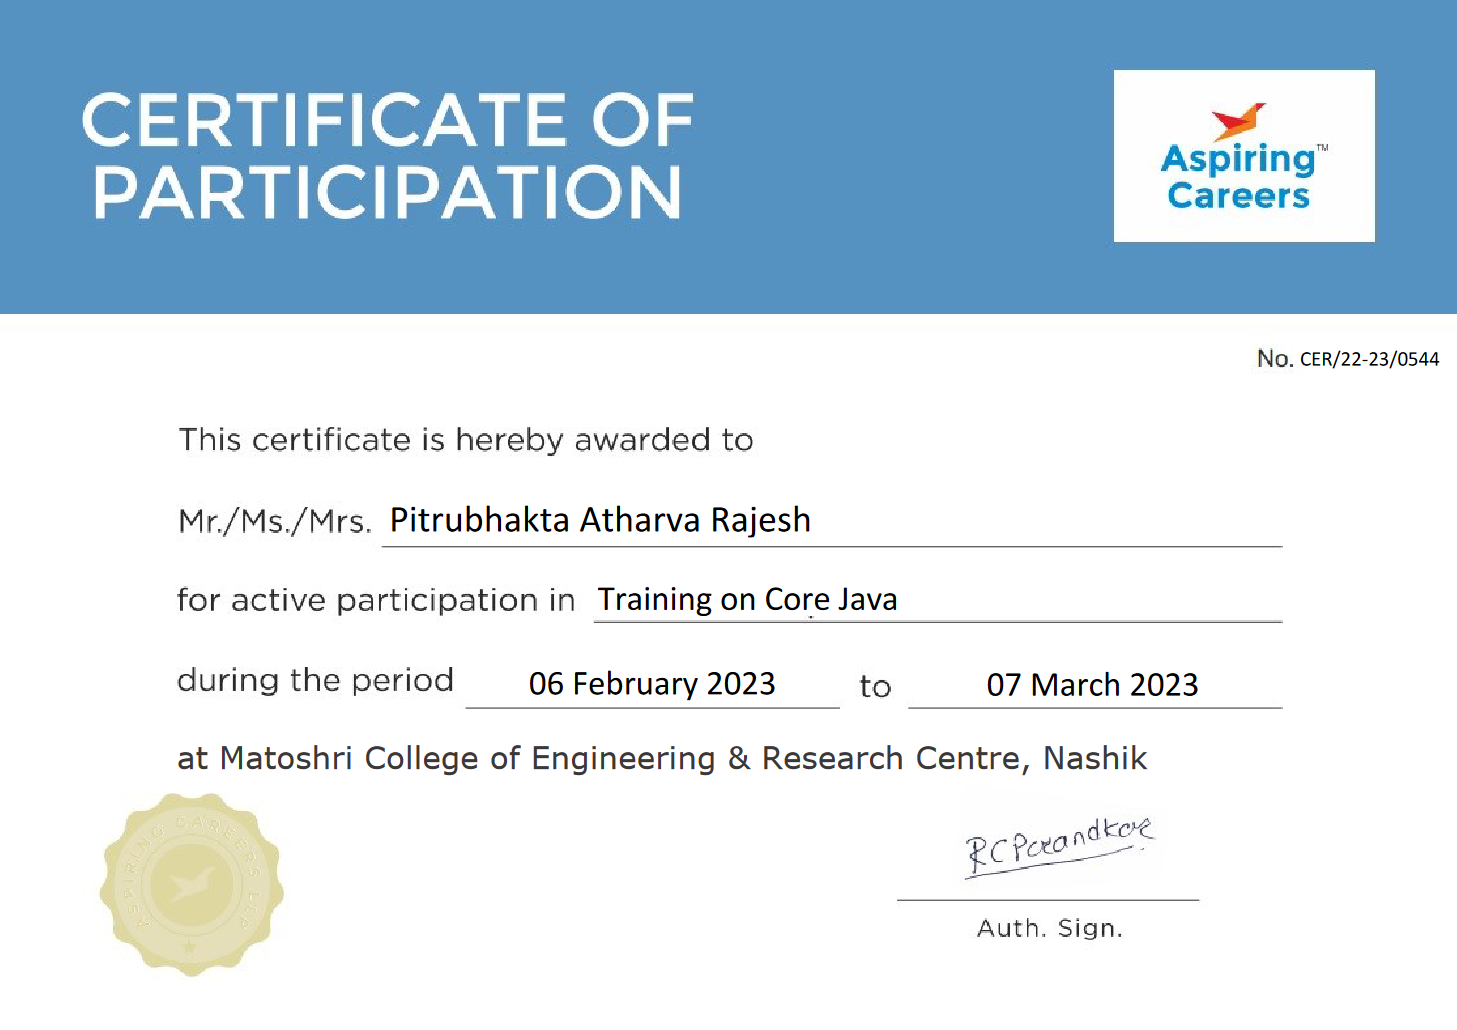 CERTIFICATE OF
PARTICIPATION
Aspiring™
Careers
No. CER/22-23/0544
This certificate is hereby awarded to
Mr./Ms./Mrs. Pitrubhakta Atharva Rajesh
for active participation in Training on Core Java
during the period 06 February 2023 to 07 March 2023
at Matoshri College of Engineering & Research Centre, Nashik
ASPIRING CAREERS LLP
Auth. Sign.